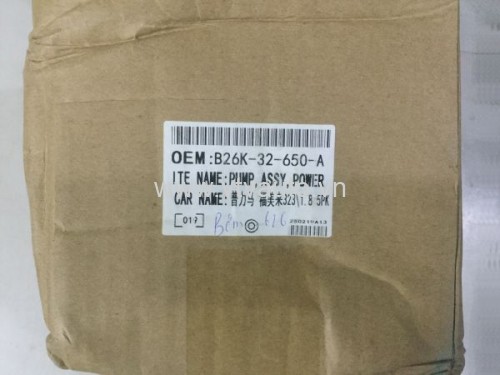 OEM:B26K-32-650-A
ITE NAME:PUMP,ASSY,POWER
CAR NAME:普力马 福美来323\1.8 5PK
[019]